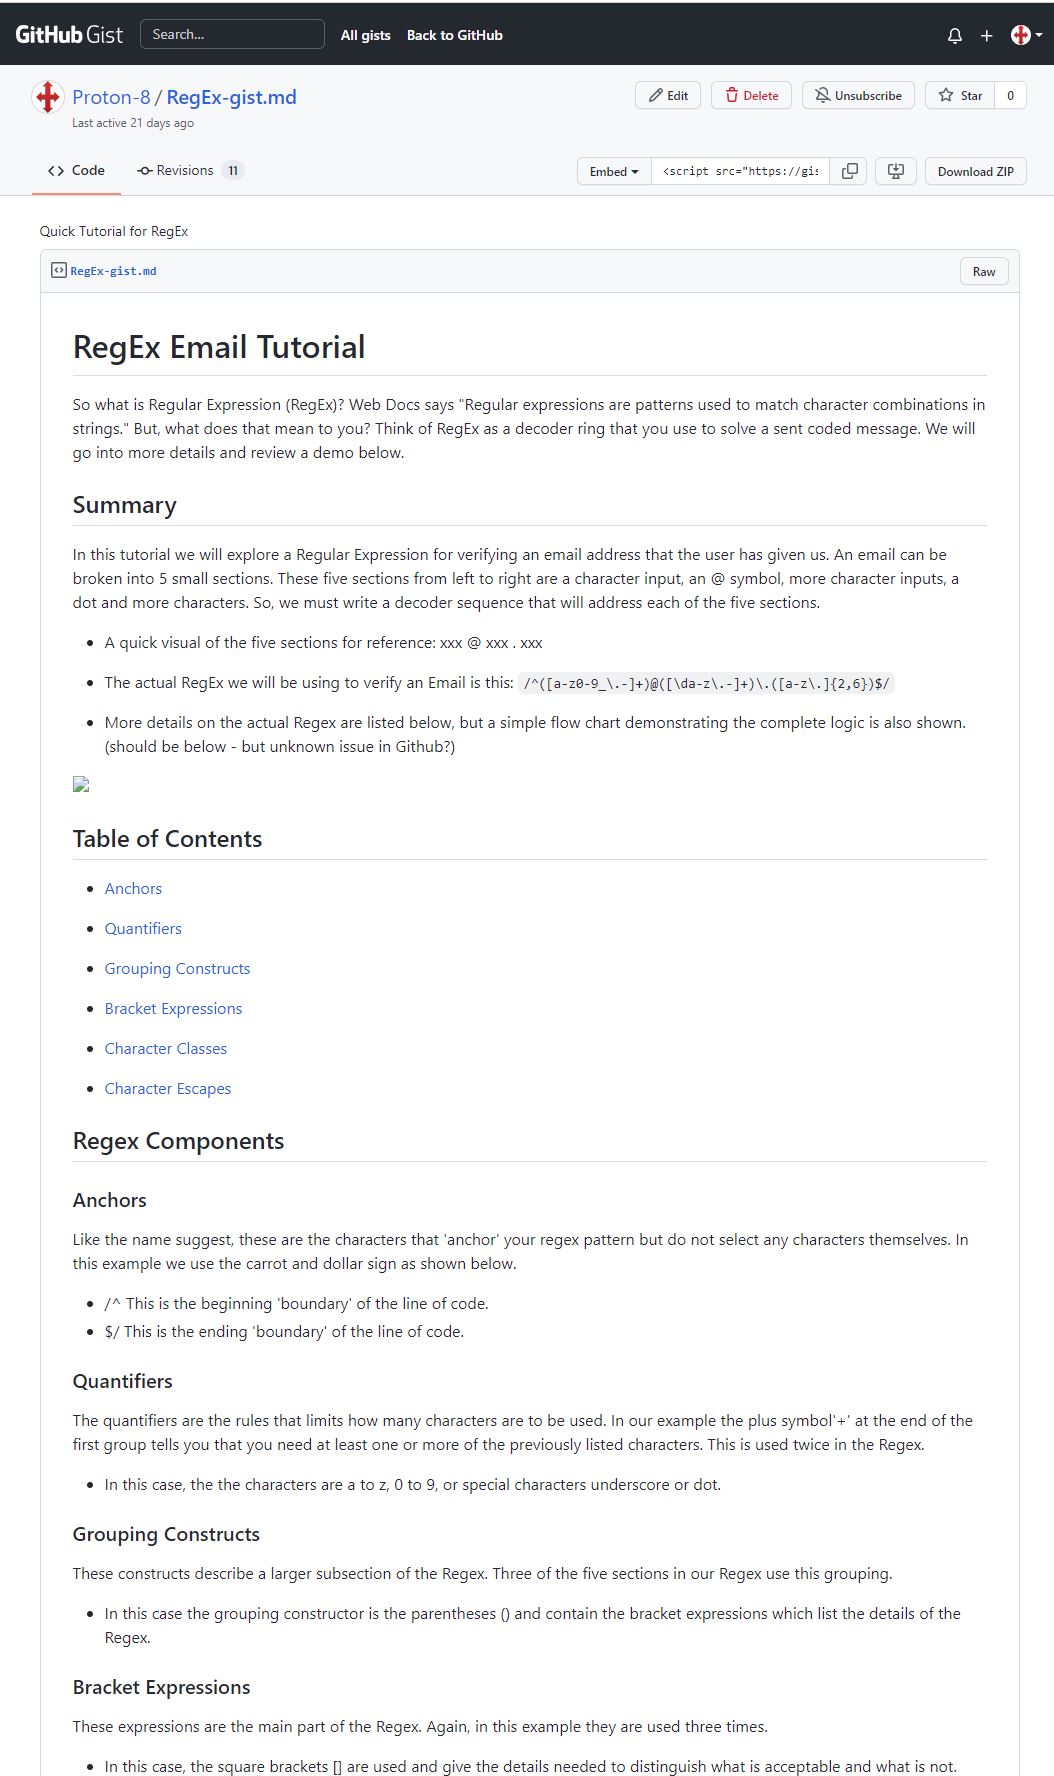 GitHub Gist Search... All gists Back to GitHub
Proton-8 / RegEx-gist.md Edit Delete Unsubscribe Star 0
Last active 21 days ago
Code Revisions 11 Embed <script src="https://gis Download ZIP
Quick Tutorial for RegEx
RegEx-gist.md Raw
RegEx Email Tutorial
So what is Regular Expression (RegEx)? Web Docs says "Regular expressions are patterns used to match character combinations in
strings." But, what does that mean to you? Think of RegEx as a decoder ring that you use to solve a sent coded message. We will
go into more details and review a demo below.
Summary
In this tutorial we will explore a Regular Expression for verifying an email address that the user has given us. An email can be
broken into 5 small sections. These five sections from left to right are a character input, an @ symbol, more character inputs, a
dot and more characters. So, we must write a decoder sequence that will address each of the five sections.
• A quick visual of the five sections for reference: xxx @ xxx . xxx
• The actual RegEx we will be using to verify an Email is this: /^([a-z0-9_\.-]+)@([\da-z\.-]+)\.([a-z\.]{2,6})$/
• More details on the actual Regex are listed below, but a simple flow chart demonstrating the complete logic is also shown.
(should be below - but unknown issue in Github?)
Table of Contents
• Anchors
• Quantifiers
• Grouping Constructs
• Bracket Expressions
• Character Classes
• Character Escapes
Regex Components
Anchors
Like the name suggest, these are the characters that 'anchor' your regex pattern but do not select any characters themselves. In
this example we use the carrot and dollar sign as shown below.
• /^ This is the beginning 'boundary' of the line of code.
• $/ This is the ending 'boundary' of the line of code.
Quantifiers
The quantifiers are the rules that limits how many characters are to be used. In our example the plus symbol'+' at the end of the
first group tells you that you need at least one or more of the previously listed characters. This is used twice in the Regex.
• In this case, the the characters are a to z, 0 to 9, or special characters underscore or dot.
Grouping Constructs
These constructs describe a larger subsection of the Regex. Three of the five sections in our Regex use this grouping.
• In this case the grouping constructor is the parentheses () and contain the bracket expressions which list the details of the
Regex.
Bracket Expressions
These expressions are the main part of the Regex. Again, in this example they are used three times.
• In this case, the square brackets [] are used and give the details needed to distinguish what is acceptable and what is not.